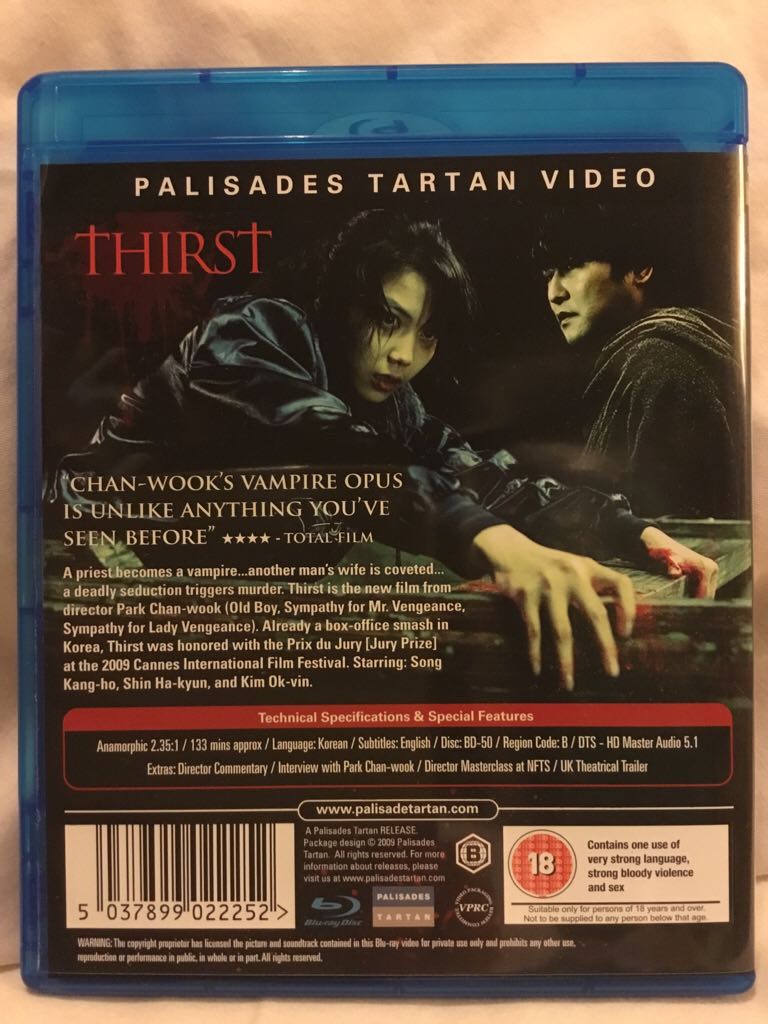 PALISADES TARTAN VIDEO
THIRST
"CHAN-WOOK'S VAMPIRE OPUS
IS UNLIKE ANYTHING YOU'VE
SEEN BEFORE" ★★★★ - TOTAL FILM
A priest becomes a vampire...another man's wife is coveted...
a deadly seduction triggers murder. Thirst is the new film from
director Park Chan-wook (Old Boy, Sympathy for Mr. Vengeance,
Sympathy for Lady Vengeance). Already a box-office smash in
Korea, Thirst was honored with the Prix du Jury [Jury Prize]
at the 2009 Cannes International Film Festival. Starring: Song
Kang-ho, Shin Ha-kyun, and Kim Ok-vin.
Technical Specifications & Special Features
Anamorphic 2.35:1 / 133 mins approx / Language: Korean / Subtitles: English / Disc: BD-50 / Region Code: B / DTS - HD Master Audio 5.1
Extras: Director Commentary / Interview with Park Chan-wook / Director Masterclass at NFTS / UK Theatrical Trailer
www.palisadetartan.com
A Palisades Tartan RELEASE.
Package design © 2009 Palisades
Tartan. All rights reserved. For more
information about releases, please
visit us at www.palisadestartan.com
B
18
Contains one use of
very strong language,
strong bloody violence
and sex
Suitable only for persons of 18 years and over.
Not to be supplied to any person below that age.
5 037899 022252 >
Blu-ray Disc
PALISADES
TARTAN
VPRC
WARNING: The copyright proprietor has licensed the picture and soundtrack contained in this Blu-ray video for private use only and prohibits any other use,
reproduction or performance in public, in whole or in part. All rights reserved.